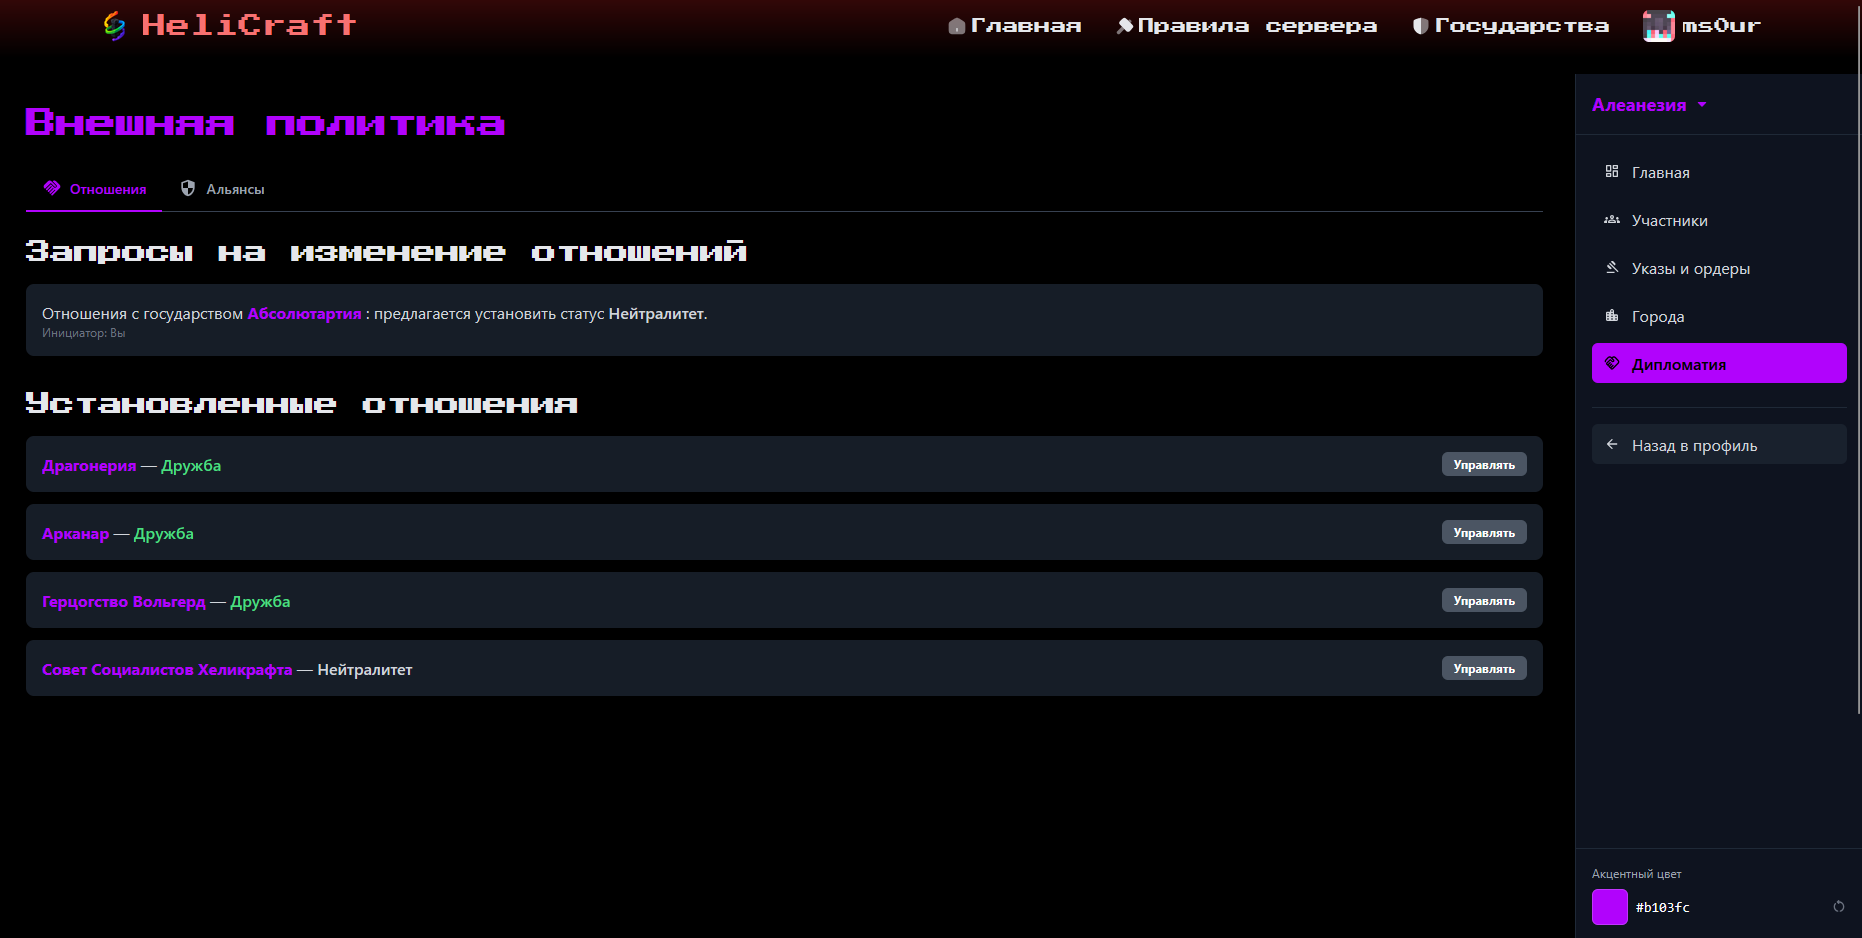 HeliCraft
Главная
Правила сервера
Государства
ms0ur
Внешняя политика
Отношения
Альянсы
Запросы на изменение отношений
Отношения с государством Абсолютартия : предлагается установить статус Нейтралитет.
Инициатор: Вы
Установленные отношения
Драгонерия — Дружба
Управлять
Арканар — Дружба
Управлять
Герцогство Вольгерд — Дружба
Управлять
Совет Социалистов Хеликрафта — Нейтралитет
Управлять
Алеанезия
Главная
Участники
Указы и ордеры
Города
Дипломатия
Назад в профиль
Акцентный цвет
#b103fc